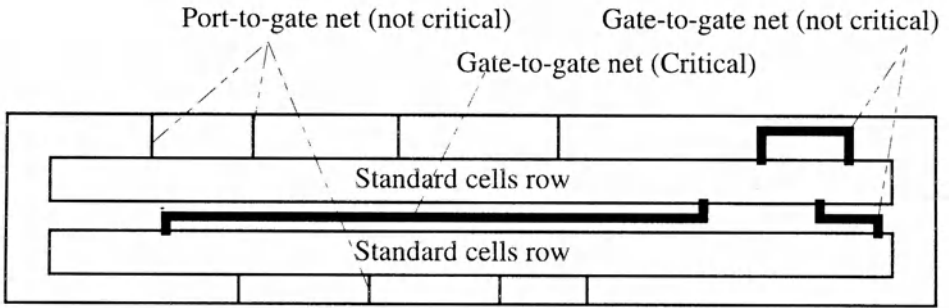 Port-to-gate net (not critical)
Gate-to-gate net (not critical)
Gate-to-gate net (Critical)
Standard cells row
Standard cells row